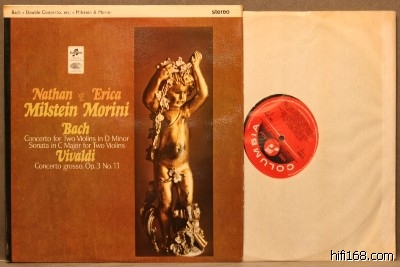 Bach • Double Concerto, etc. • Milstein & Morini
stereo
Nathan & Erica
Milstein Morini
Bach
Concerto for Two Violins in D Minor
Sonata in C Major for Two Violins
Vivaldi
Concerto grosso, Op. 3 No. 11
COLUMBIA
hifi168.com